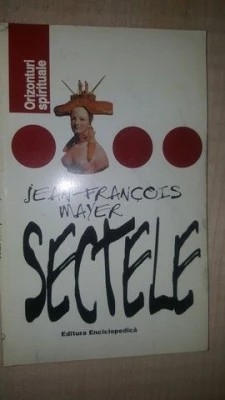 Orizonturi
spirituale
JEAN-FRANÇOIS
MAYER
SECTELE
Editura Enciclopedică